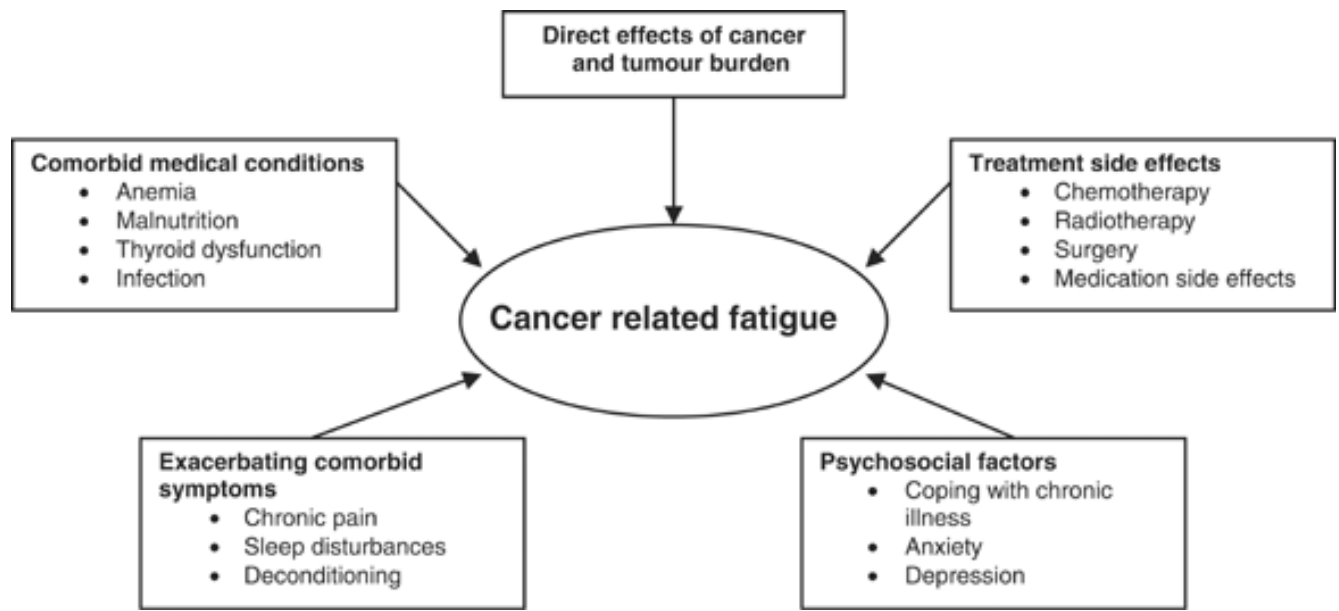 Direct effects of cancer
and tumour burden
Comorbid medical conditions
• Anemia
• Malnutrition
• Thyroid dysfunction
• Infection
Treatment side effects
• Chemotherapy
• Radiotherapy
• Surgery
• Medication side effects
Cancer related fatigue
Exacerbating comorbid
symptoms
• Chronic pain
• Sleep disturbances
• Deconditioning
Psychosocial factors
• Coping with chronic
illness
• Anxiety
• Depression